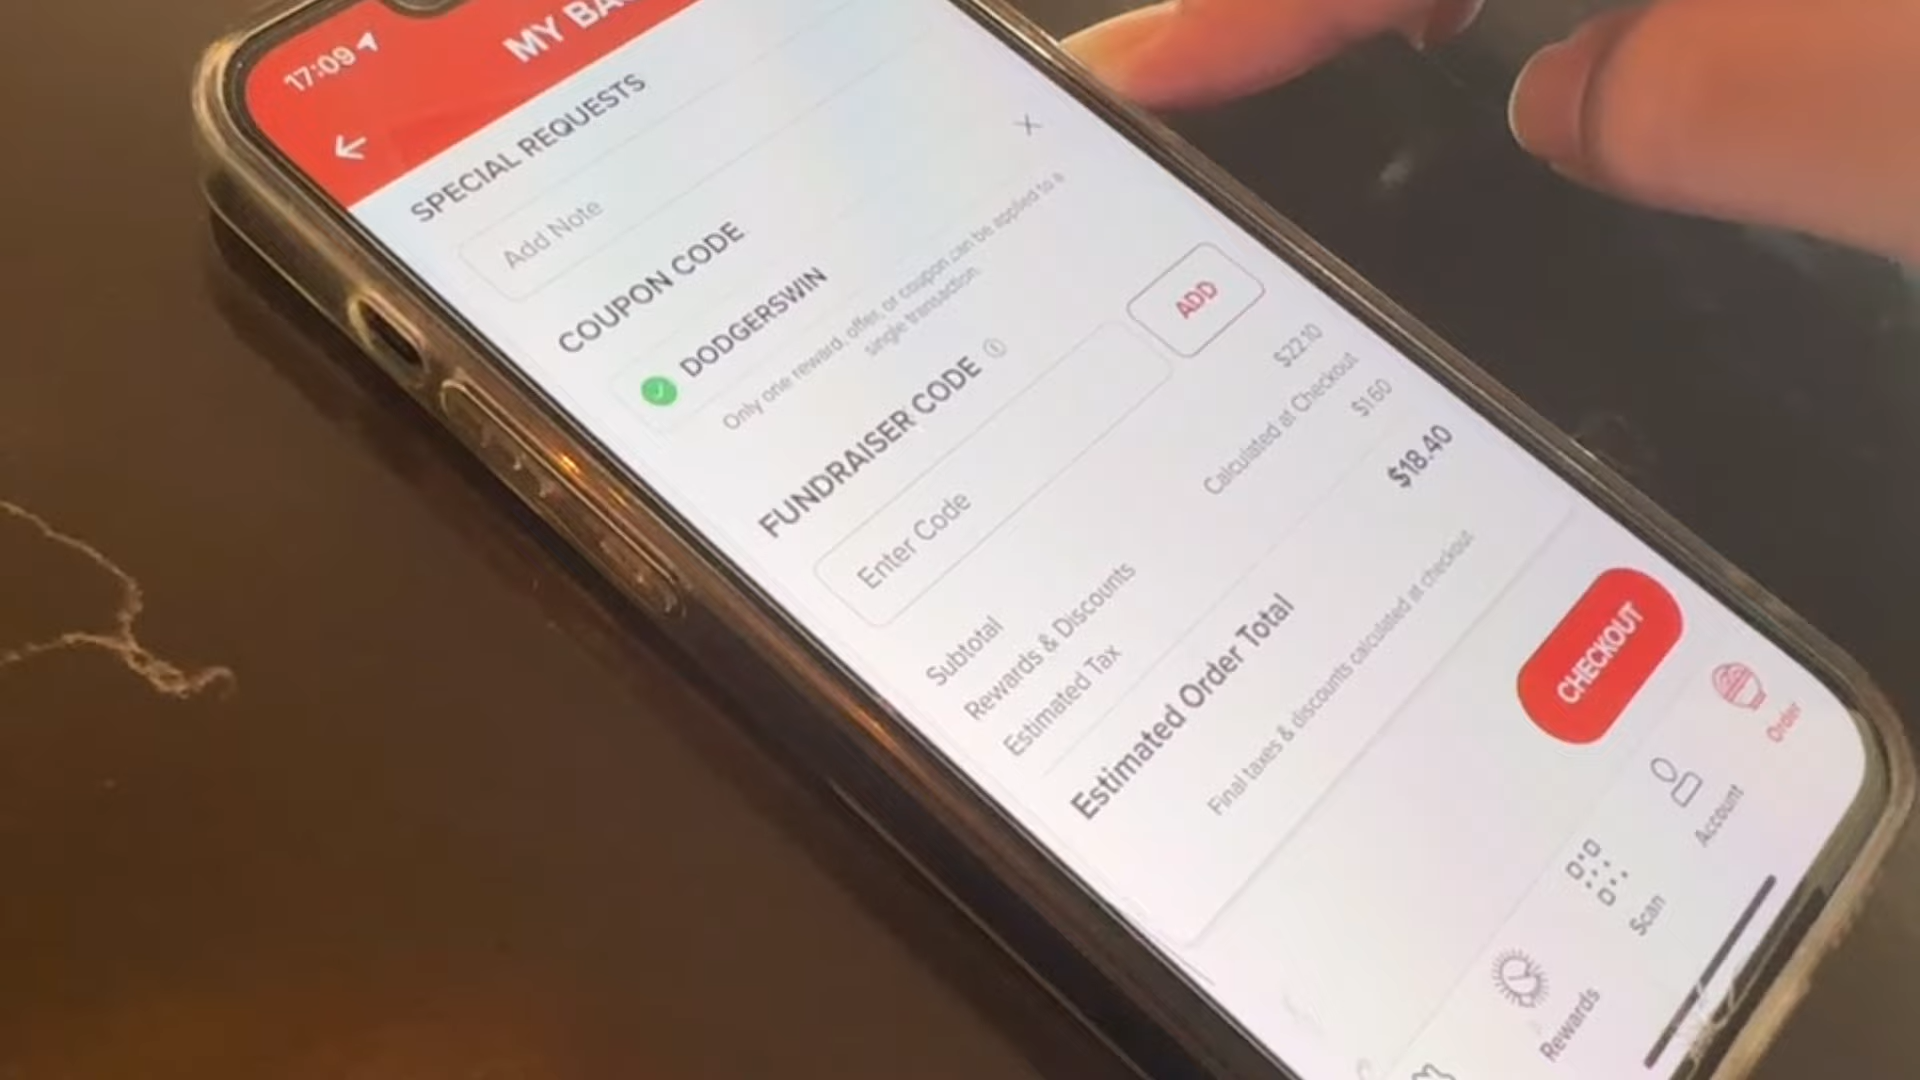 17:09
MY BA
SPECIAL REQUESTS
Add Note
COUPON CODE
DODGERSWIN
Only one reward, offer, or coupon can be applied to a
single transaction.
FUNDRAISER CODE
Enter Code
ADD
Subtotal $22.10
Rewards & Discounts Calculated at Checkout
Estimated Tax $1.60
Estimated Order Total $18.40
Final taxes & discounts calculated at checkout
CHECKOUT
Rewards
Scan
Account
Order